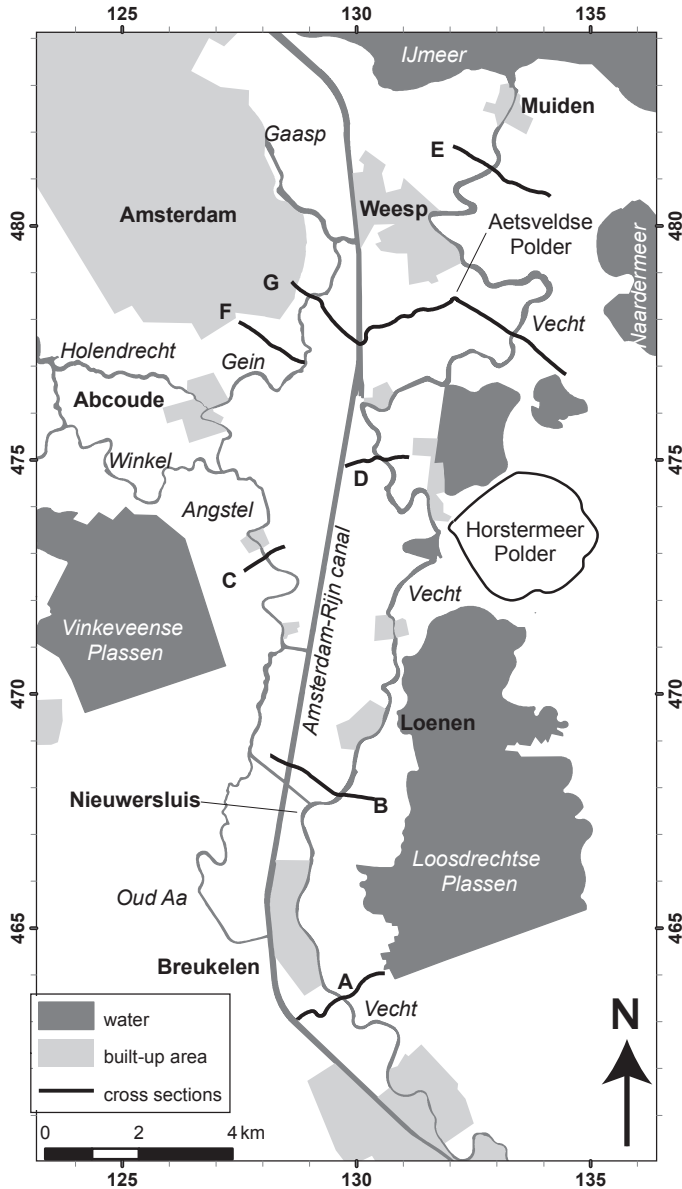 125
130
135
IJmeer
Muiden
Gaasp
E
Amsterdam
Weesp
480
480
Aetsveldse
Polder
G
Naardermeer
F
Vecht
Holendrecht
Gein
Abcoude
475
475
Winkel
D
Angstel
Horstermeer
Polder
C
Vecht
Vinkeveense
Plassen
Amsterdam-Rijn canal
470
470
Loenen
Nieuwersluis
B
Loosdrechtse
Plassen
Oud Aa
465
465
Breukelen
A
Vecht
water
built-up area
cross sections
N
0
2
4 km
125
130
135